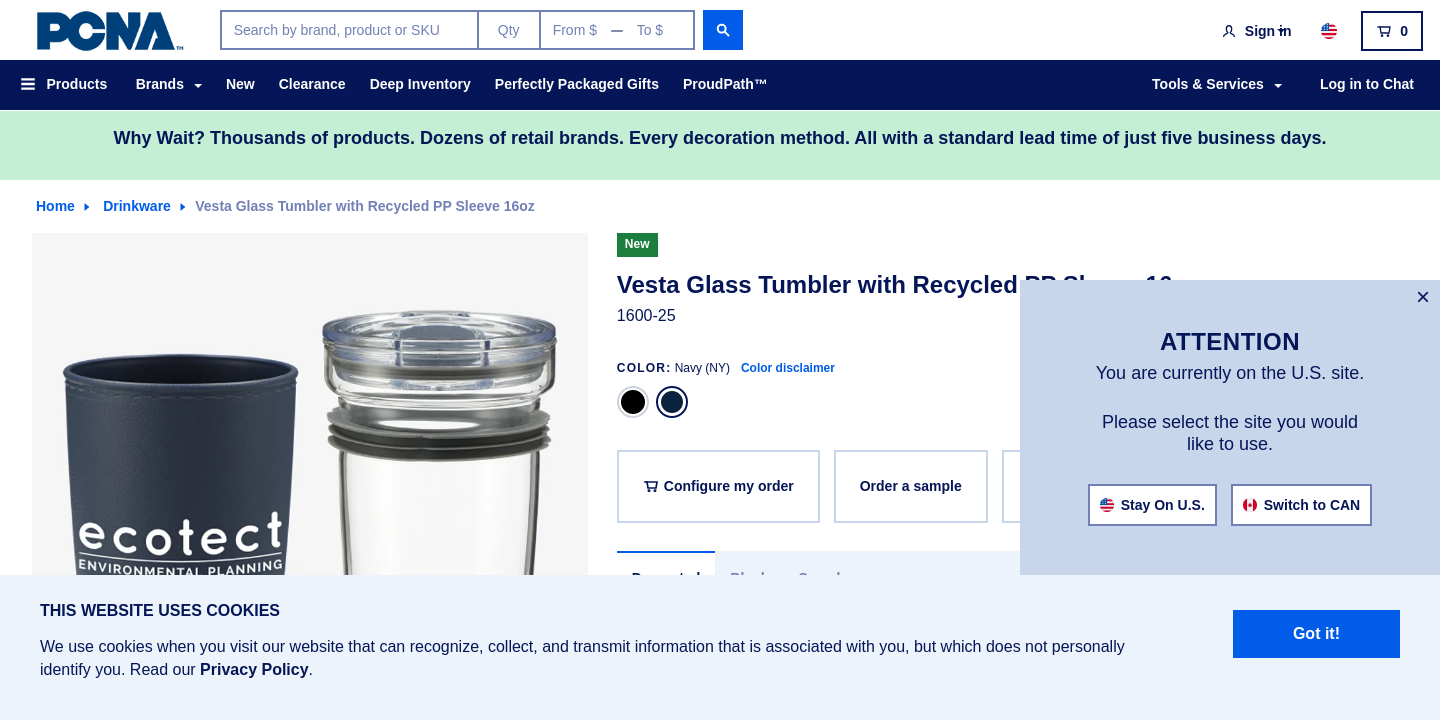 PCNA™
Search by brand, product or SKU
Qty
From $ — To $
Sign in
0
Products
Brands
New
Clearance
Deep Inventory
Perfectly Packaged Gifts
ProudPath™
Tools & Services
Log in to Chat
Why Wait? Thousands of products. Dozens of retail brands. Every decoration method. All with a standard lead time of just five business days.
Home
Drinkware
Vesta Glass Tumbler with Recycled PP Sleeve 16oz
New
Vesta Glass Tumbler with Recycled
1600-25
COLOR: Navy (NY) Color disclaimer
Configure my order
Order a sample
ecotect
ENVIRONMENTAL PLANNING
×
ATTENTION
You are currently on the U.S. site.
Please select the site you would
like to use.
Stay On U.S.
Switch to CAN
THIS WEBSITE USES COOKIES
We use cookies when you visit our website that can recognize, collect, and transmit information that is associated with you, but which does not personally
identify you. Read our Privacy Policy.
Got it!